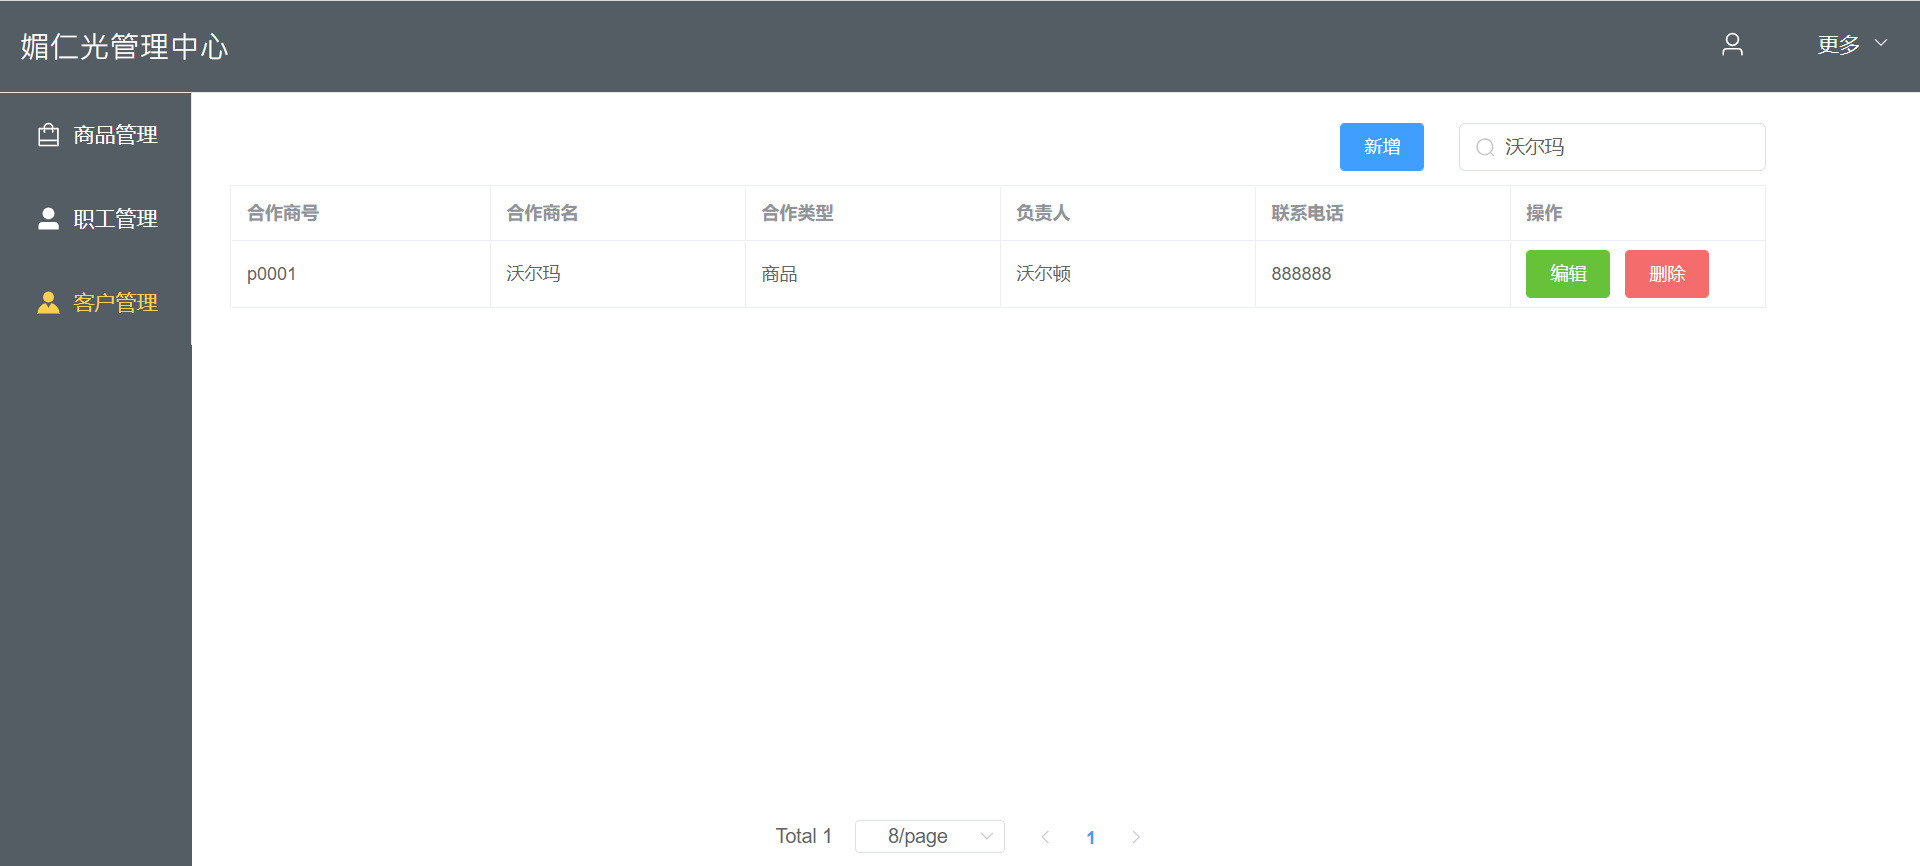 媚仁光管理中心
更多
商品管理
职工管理
客户管理
新增
沃尔玛
合作商号 合作商名 合作类型 负责人 联系电话 操作
p0001 沃尔玛 商品 沃尔顿 888888 编辑 删除
Total 1 8/page 1